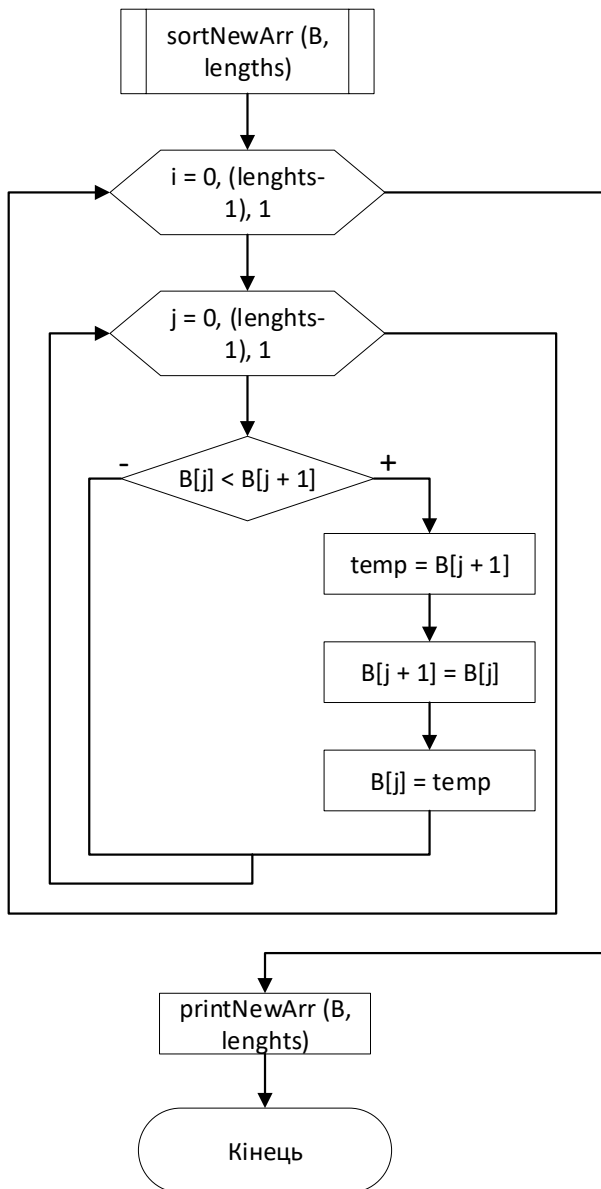 sortNewArr (B,
lengths)
i = 0, (lenghts-
1), 1
j = 0, (lenghts-
1), 1
-
B[j] < B[j + 1]
+
temp = B[j + 1]
B[j + 1] = B[j]
B[j] = temp
printNewArr (B,
lenghts)
Кінець